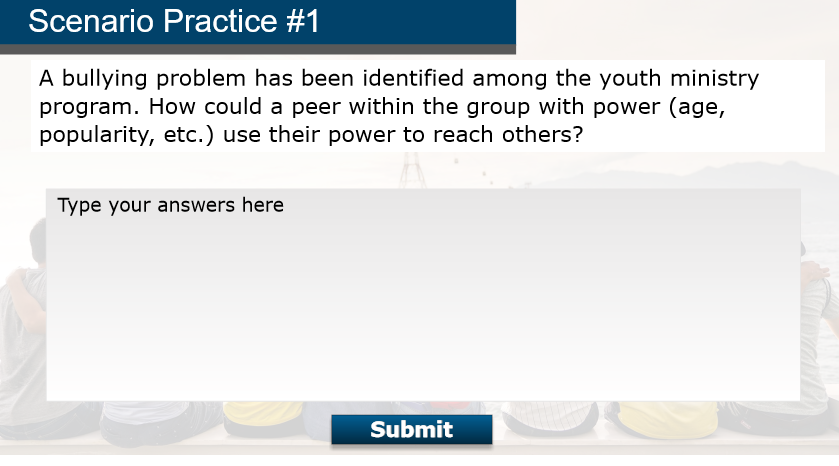 Scenario Practice #1
A bullying problem has been identified among the youth ministry
program. How could a peer within the group with power (age,
popularity, etc.) use their power to reach others?
Type your answers here
Submit